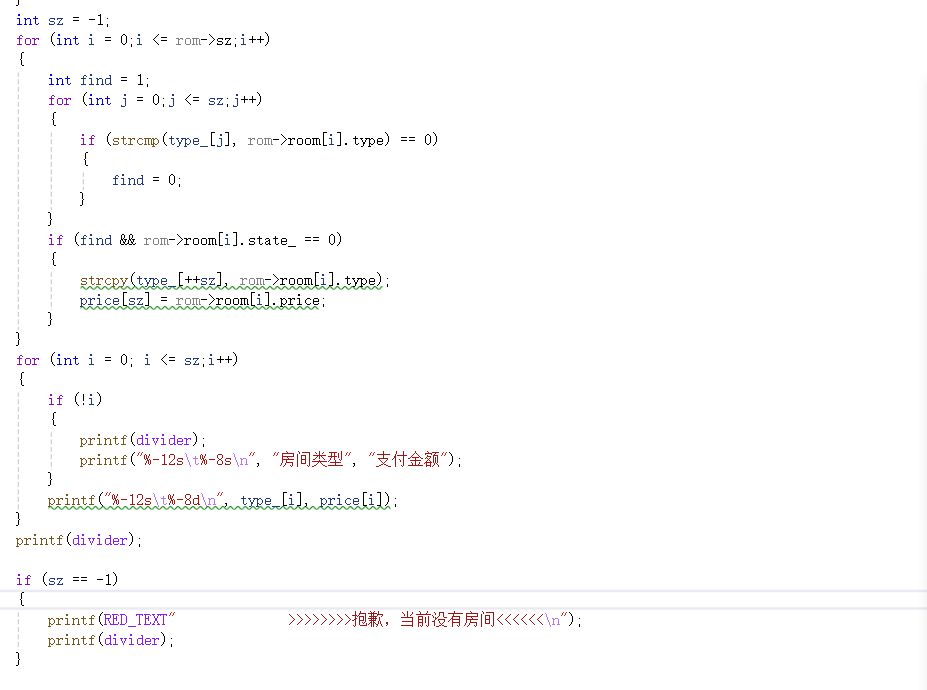 }
int sz = -1;
for (int i = 0;i <= rom->sz;i++)
{
    int find = 1;
    for (int j = 0;j <= sz;j++)
    {
        if (strcmp(type_[j], rom->room[i].type) == 0)
        {
            find = 0;
        }
    }
    if (find && rom->room[i].state_ == 0)
    {
        strcpy(type_[++sz], rom->room[i].type);
        price[sz] = rom->room[i].price;
    }
}
for (int i = 0; i <= sz;i++)
{
    if (!i)
    {
        printf(divider);
        printf("%-12s\t%-8s\n", "房间类型", "支付金额");
    }
    printf("%-12s\t%-8d\n", type_[i], price[i]);
}
printf(divider);
if (sz == -1)
{
    printf(RED_TEXT"              >>>>>>>>抱歉，当前没有房间<<<<<<\n");
    printf(divider);
}